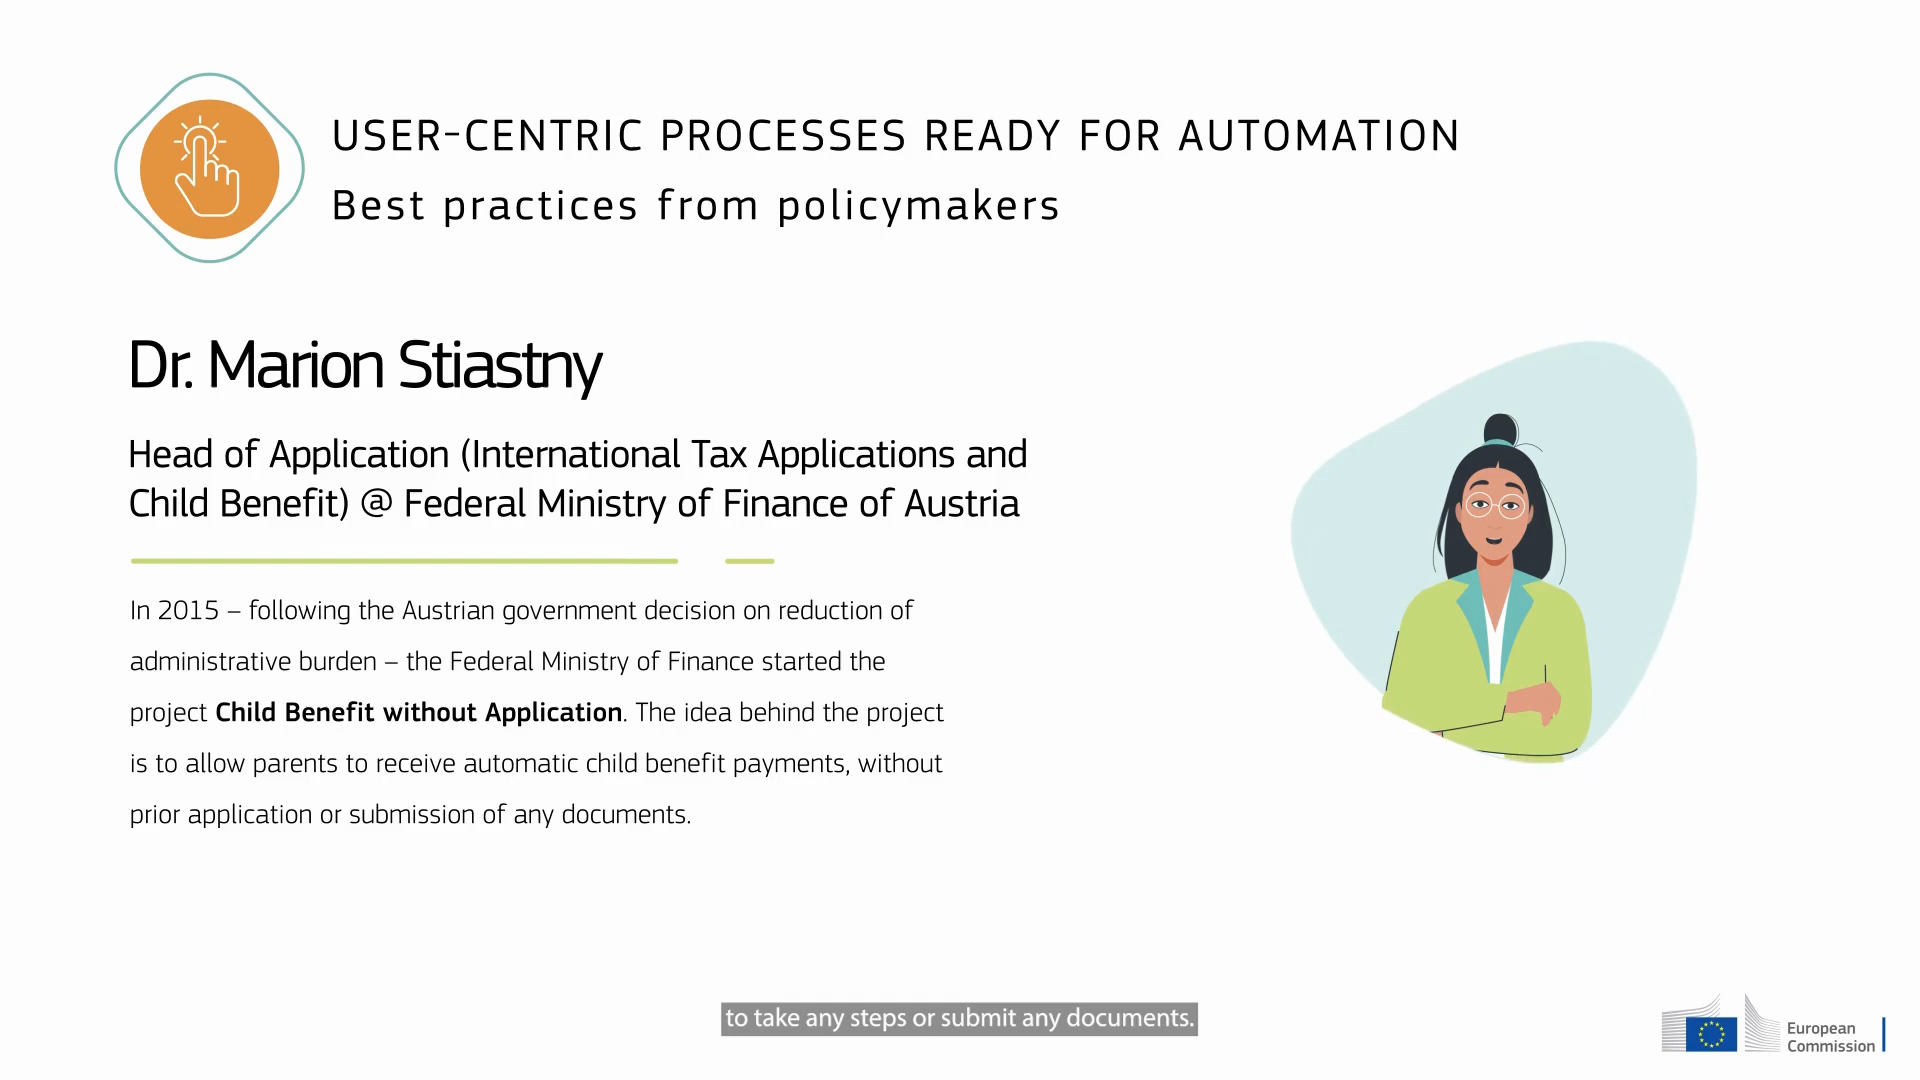 USER-CENTRIC PROCESSES READY FOR AUTOMATION
Best practices from policymakers
Dr. Marion Stiastny
Head of Application (International Tax Applications and
Child Benefit) @ Federal Ministry of Finance of Austria
In 2015 – following the Austrian government decision on reduction of
administrative burden – the Federal Ministry of Finance started the
project Child Benefit without Application. The idea behind the project
is to allow parents to receive automatic child benefit payments, without
prior application or submission of any documents.
to take any steps or submit any documents.
European
Commission